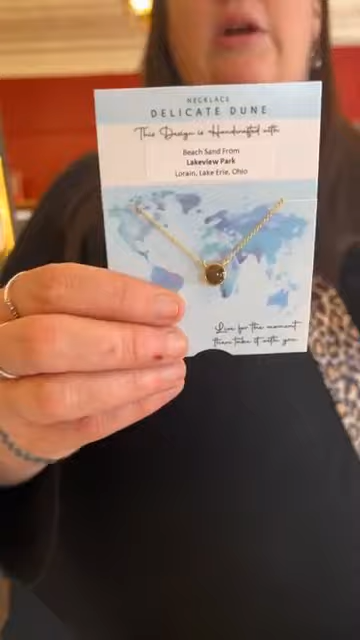 NECKLACE
DELICATE DUNE
This Design is Handcrafted with
Beach Sand From
Lakeview Park
Lorain, Lake Erie, Ohio
Live for the moment
then take it with you